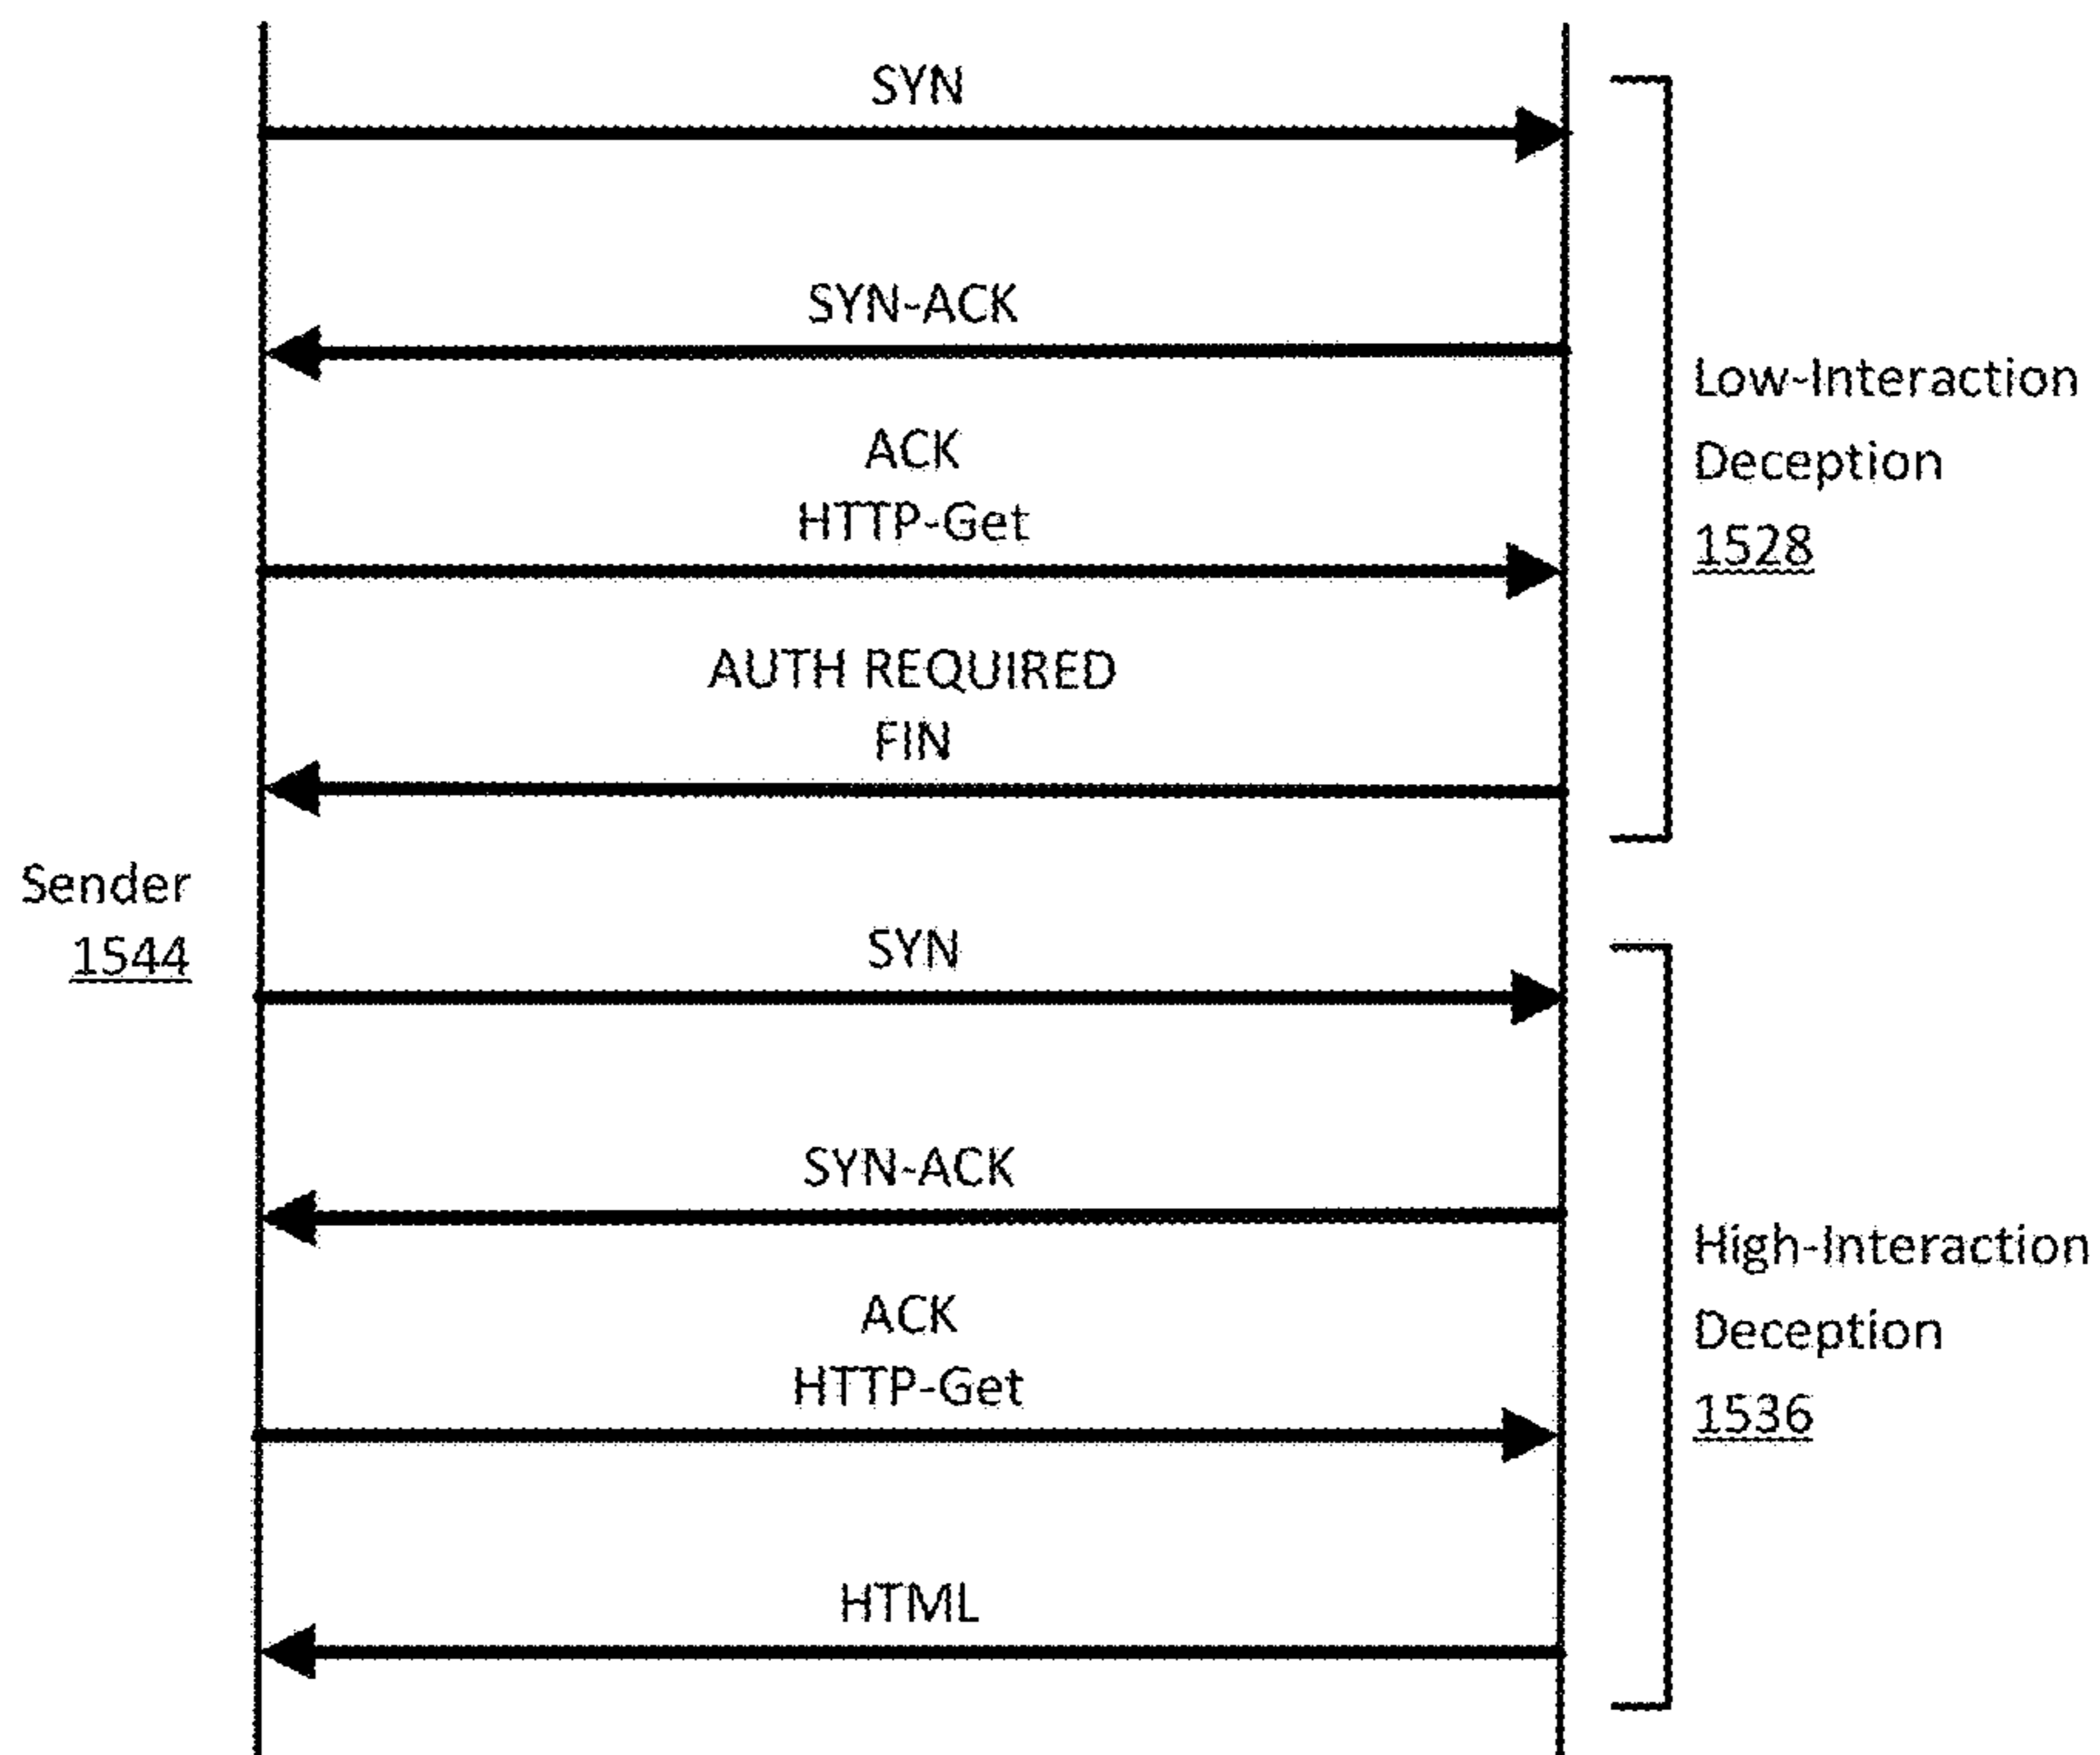 SYN
SYN-ACK
ACK
HTTP-Get
AUTH REQUIRED
FIN
Low-Interaction
Deception
1528
Sender
1544
SYN
SYN-ACK
ACK
HTTP-Get
HTML
High-Interaction
Deception
1536